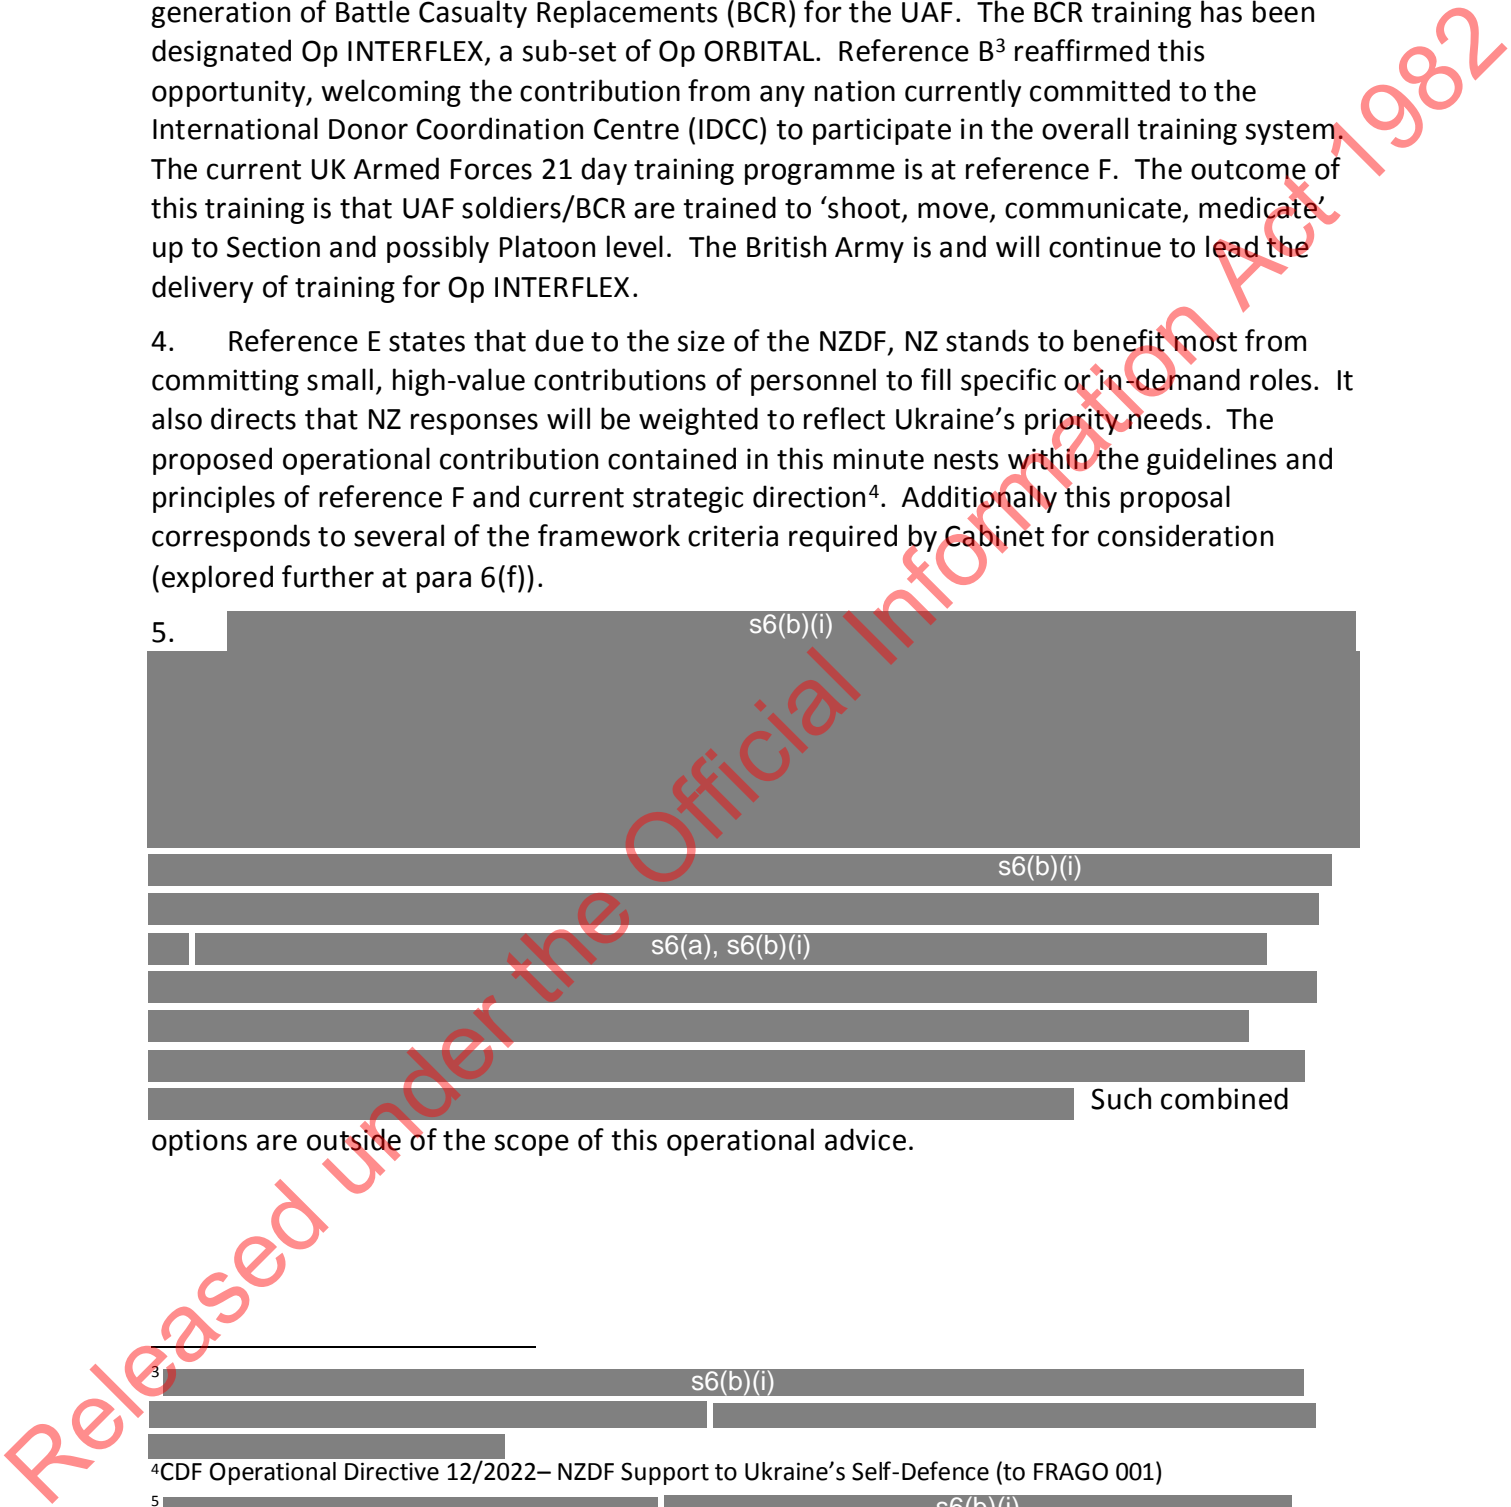 generation of Battle Casualty Replacements (BCR) for the UAF.  The BCR training has been
designated Op INTERFLEX, a sub-set of Op ORBITAL.  Reference B³ reaffirmed this
opportunity, welcoming the contribution from any nation currently committed to the
International Donor Coordination Centre (IDCC) to participate in the overall training system.
The current UK Armed Forces 21 day training programme is at reference F.  The outcome of
this training is that UAF soldiers/BCR are trained to ‘shoot, move, communicate, medicate’
up to Section and possibly Platoon level.  The British Army is and will continue to lead the
delivery of training for Op INTERFLEX.
4. Reference E states that due to the size of the NZDF, NZ stands to benefit most from
committing small, high-value contributions of personnel to fill specific or in-demand roles.  It
also directs that NZ responses will be weighted to reflect Ukraine’s priority needs.  The
proposed operational contribution contained in this minute nests within the guidelines and
principles of reference F and current strategic direction⁴.  Additionally this proposal
corresponds to several of the framework criteria required by Cabinet for consideration
(explored further at para 6(f)).
5. s6(b)(i)
s6(b)(i)
s6(a), s6(b)(i)
Such combined
options are outside of the scope of this operational advice.
³ s6(b)(i)
⁴CDF Operational Directive 12/2022– NZDF Support to Ukraine’s Self-Defence (to FRAGO 001)
⁵ s6(b)(i)
Released under the Official Information Act 1982